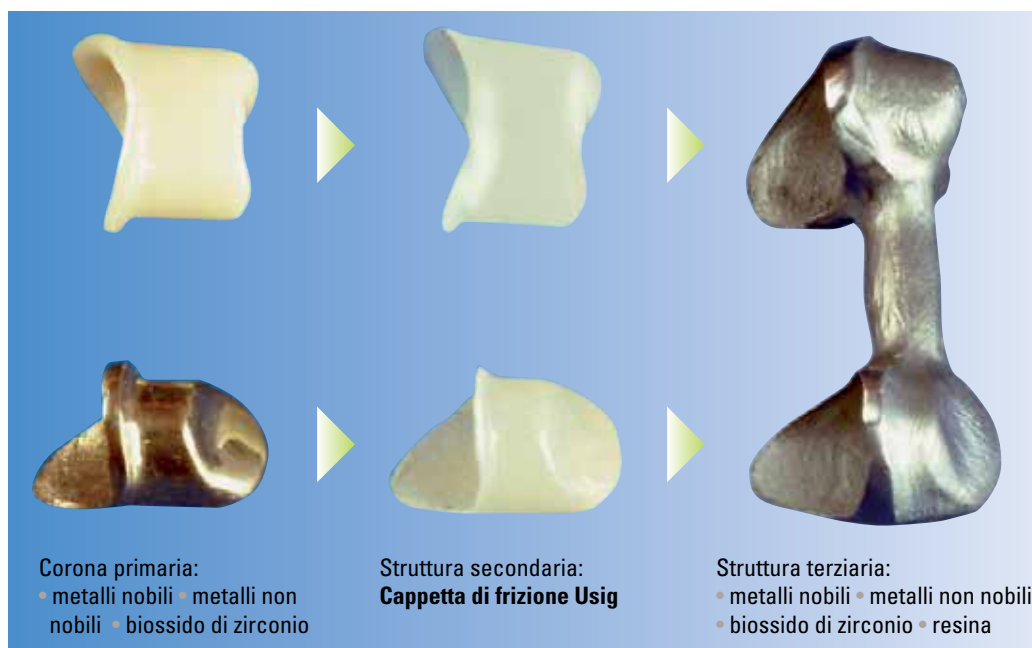 Corona primaria:
• metalli nobili • metalli non
nobili • biossido di zirconio
Struttura secondaria:
Cappetta di frizione Usig
Struttura terziaria:
• metalli nobili • metalli non nobili
• biossido di zirconio • resina